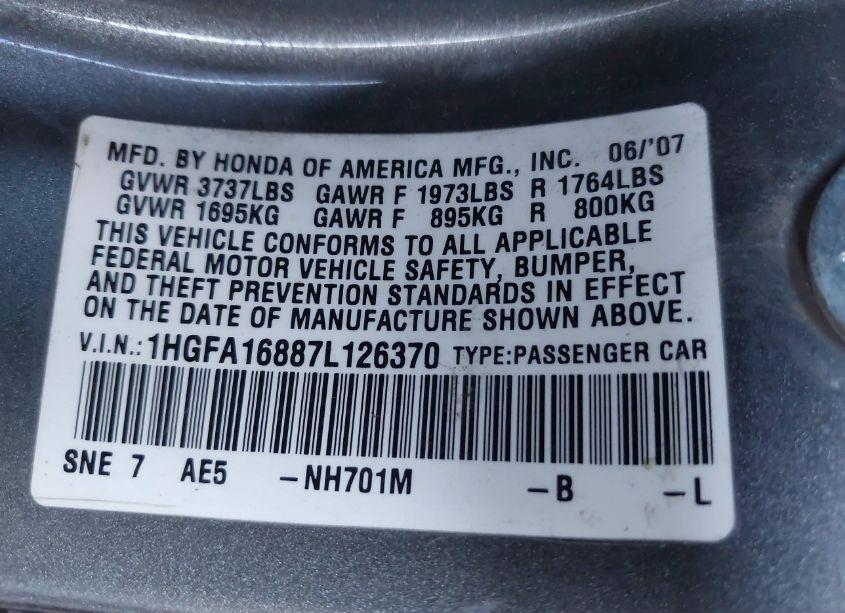 MFD. BY HONDA OF AMERICA MFG., INC. 06/'07
GVWR 3737LBS GAWR F 1973LBS R 1764LBS
GVWR 1695KG GAWR F 895KG R 800KG
THIS VEHICLE CONFORMS TO ALL APPLICABLE
FEDERAL MOTOR VEHICLE SAFETY, BUMPER,
AND THEFT PREVENTION STANDARDS IN EFFECT
ON THE DATE OF MANUFACTURE SHOWN ABOVE.
V.I.N.: 1HGFA16887L126370 TYPE:PASSENGER CAR
SNE 7 AE5 -NH701M -B -L